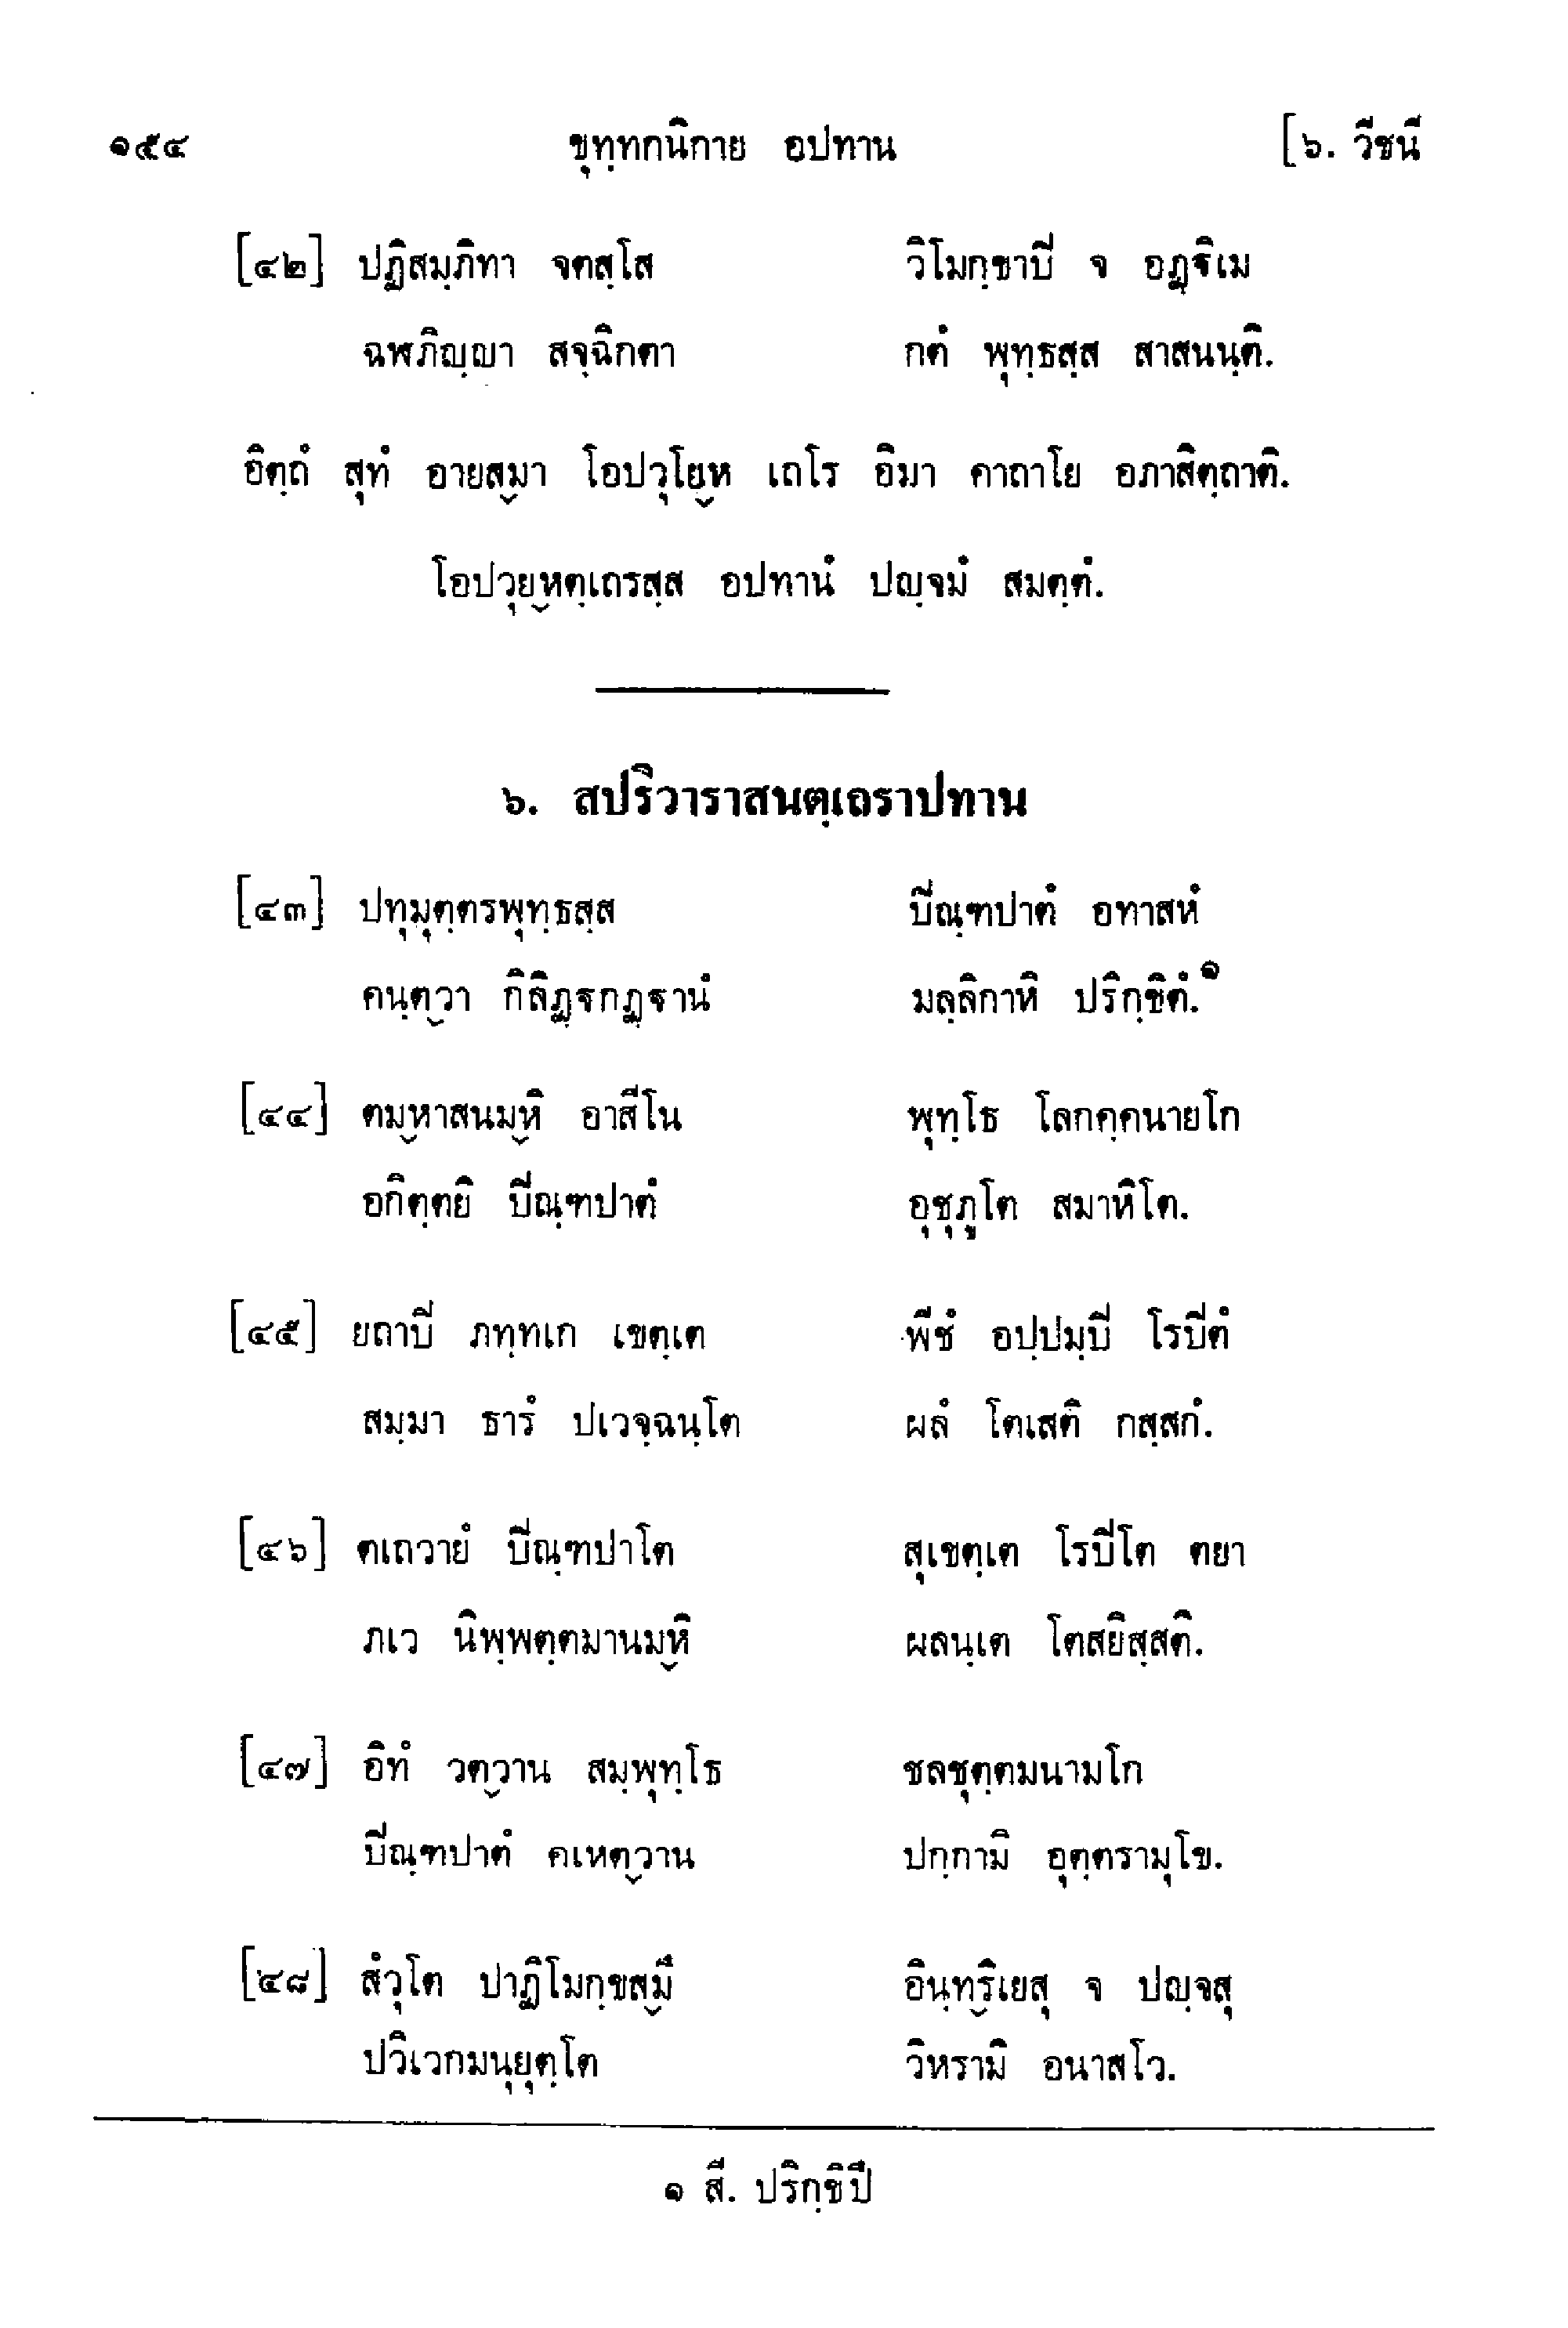 ๑๕๔ ขุทฺทกนิกาย อปทาน [๖. วีชนี
[๔๒] ปฏิสมฺภิทา จตสฺโส วิโมกฺขาปิ จ อฏฺฐิเม
ฉฬภิญฺญา สจฺฉิกตา กตํ พุทฺธสฺส สาสนนฺติ.
อิตฺถํ สุทํ อายสฺมา โอปวุโยฺห เถโร อิมา คาถาโย อภาสิตฺถาติ.
โอปวุยฺหตฺเถรสฺส อปทานํ ปญฺจมํ สมตฺตํ.
๖. สปริวาราสนตฺเถราปทาน
[๔๓] ปทุมุตฺตรพุทฺธสฺส ปิณฺฑปาตํ อทาสหํ
คนฺตฺวา กิลิฏฺฐกฏฺฐานํ มลฺลิกาหิ ปริกฺขิตํ.๑
[๔๔] ตมฺหาสนมฺหิ อาสีโน พุทฺโธ โลกคฺคนายโก
อกิตฺตยิ ปิณฺฑปาตํ อุชุภูโต สมาหิโต.
[๔๕] ยถาปิ ภทฺทเก เขตฺเต พีชํ อปฺปมฺปิ โรปิตํ
สมฺมา ธารํ ปเวจฺฉนฺโต ผลํ โตเสติ กสฺสกํ.
[๔๖] ตเถวายํ ปิณฺฑปาโต สุเขตฺเต โรปิโต ตยา
ภเว นิพฺพตฺตมานมฺหิ ผลนฺเต โตสยิสฺสติ.
[๔๗] อิทํ วตฺวาน สมฺพุทฺโธ ชลชุตฺตมนามโก
ปิณฺฑปาตํ คเหตฺวาน ปกฺกามิ อุตฺตรามุโข.
[๔๘] สํวุโต ปาฏิโมกฺขสฺมึ อินฺทฺริเยสุ จ ปญฺจสุ
ปวิเวกมนุยุตฺโต วิหรามิ อนาสโว.
๑ สี. ปริกฺขิปึ